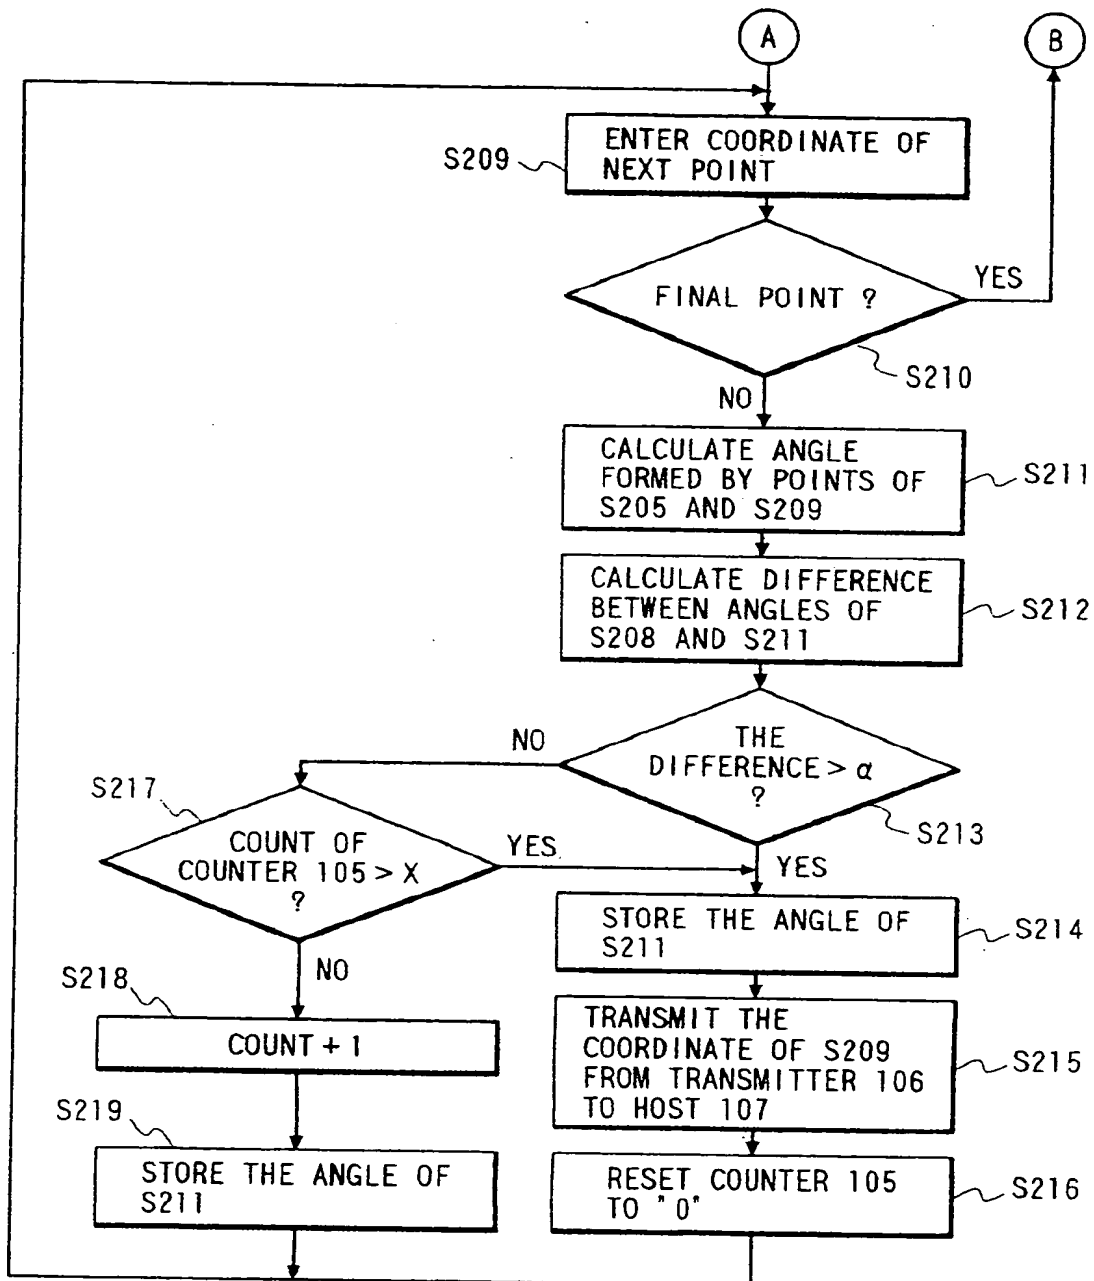 A
B
S209
ENTER COORDINATE OF
NEXT POINT
FINAL POINT ?
YES
S210
NO
CALCULATE ANGLE
FORMED BY POINTS OF
S205 AND S209
S211
CALCULATE DIFFERENCE
BETWEEN ANGLES OF
S208 AND S211
S212
NO
THE
DIFFERENCE > α
?
S213
YES
S217
COUNT OF
COUNTER 105 > X
?
YES
NO
STORE THE ANGLE OF
S211
S214
S218
COUNT + 1
TRANSMIT THE
COORDINATE OF S209
FROM TRANSMITTER 106
TO HOST 107
S215
S219
STORE THE ANGLE OF
S211
RESET COUNTER 105
TO "0"
S216